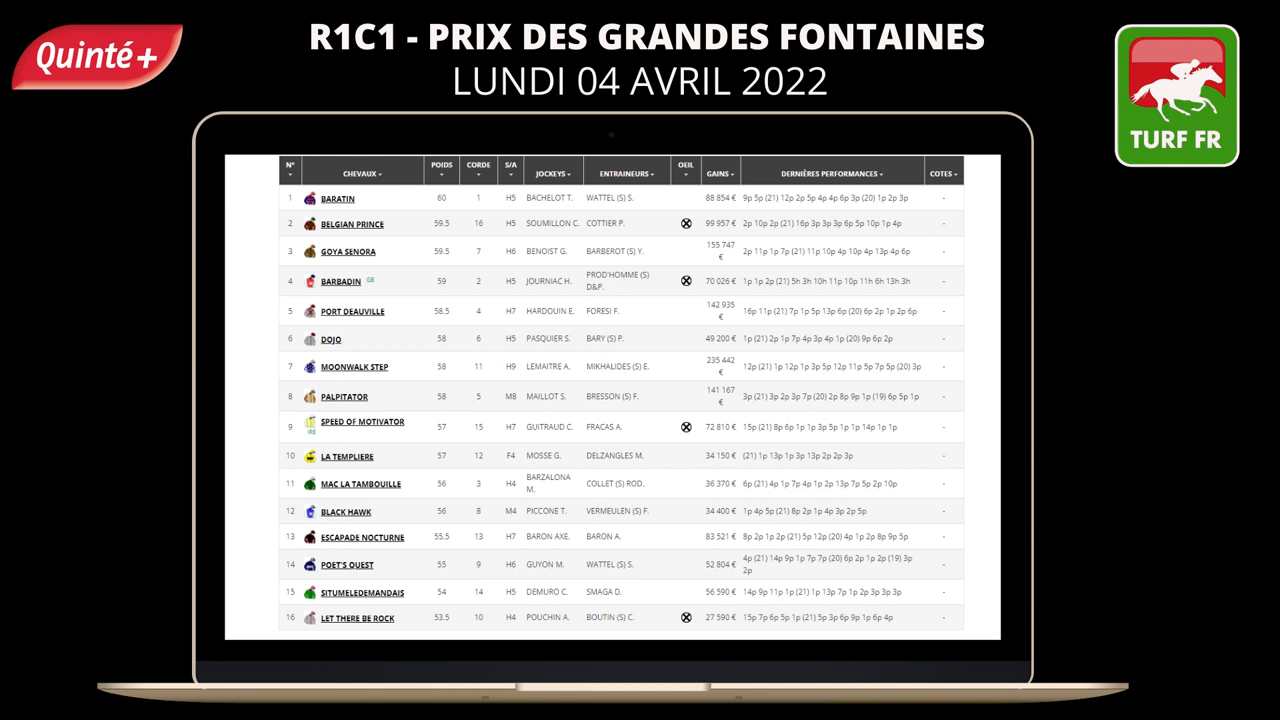 R1C1 - PRIX DES GRANDES FONTAINES
LUNDI 04 AVRIL 2022
Quinté+
TURF FR
N° CHEVAUX POIDS CORDE S/A JOCKEYS ENTRAINEURS OEIL GAINS DERNIÈRES PERFORMANCES COTES
1 BARATIN 60 1 H5 BACHELOT T. WATTEL (S) S. 88 854 € 9p 5p (21) 12p 2p 5p 4p 4p 6p 3p (20) 1p 2p 3p -
2 BELGIAN PRINCE 59.5 16 H5 SOUMILLON C. COTTIER P. 99 957 € 2p 10p 2p (21) 16p 3p 3p 3p 6p 5p 10p 1p 4p -
3 GOYA SENORA 59.5 7 H6 BENOIST G. BARBEROT (S) Y. 155 747 € 2p 11p 1p 7p (21) 11p 10p 4p 10p 4p 13p 4p 6p -
4 BARBADIN GB 59 2 H5 JOURNIAC H. PROD'HOMME (S) D&P. 70 026 € 1p 1p 2p (21) 5h 3h 10h 11p 10p 11h 6h 13h 3h -
5 PORT DEAUVILLE 58.5 4 H7 HARDOUIN E. FORESI F. 142 935 € 16p 11p (21) 7p 1p 5p 13p 6p (20) 6p 2p 1p 2p 6p -
6 DOJO 58 6 H5 PASQUIER S. BARY (S) P. 49 200 € 1p (21) 2p 1p 7p 4p 3p 4p 1p (20) 9p 6p 2p -
7 MOONWALK STEP 58 11 H9 LEMAITRE A. MIKHALIDES (S) E. 235 442 € 12p (21) 1p 12p 1p 3p 5p 12p 11p 5p 7p 5p (20) 3p -
8 PALPITATOR 58 5 M8 MAILLOT S. BRESSON (S) F. 141 167 € 3p (21) 3p 2p 3p 7p (20) 2p 8p 9p 1p (19) 6p 5p 1p -
9 SPEED OF MOTIVATOR IRE 57 15 H7 GUITRAUD C. FRACAS A. 72 810 € 15p (21) 8p 6p 1p 1p 3p 5p 1p 1p 14p 1p 1p -
10 LA TEMPLIERE 57 12 F4 MOSSE G. DELZANGLES M. 34 150 € (21) 1p 13p 1p 3p 13p 2p 2p 3p -
11 MAC LA TAMBOUILLE 56 3 H4 BARZALONA M. COLLET (S) ROD. 36 370 € 6p (21) 4p 1p 7p 4p 1p 2p 13p 7p 5p 2p 10p -
12 BLACK HAWK 56 8 M4 PICCONE T. VERMEULEN (S) F. 34 400 € 1p 4p 5p (21) 8p 2p 1p 4p 3p 2p 5p -
13 ESCAPADE NOCTURNE 55.5 13 H7 BARON AXE. BARON A. 83 521 € 8p 2p 1p 2p (21) 5p 12p (20) 4p 1p 2p 8p 9p 5p -
14 POET'S QUEST 55 9 H6 GUYON M. WATTEL (S) S. 52 804 € 4p (21) 14p 9p 1p 7p 7p (20) 6p 2p 1p 2p (19) 3p 2p -
15 SITUMELEDEMANDAIS 54 14 H5 DEMURO C. SMAGA D. 56 590 € 14p 9p 11p 1p (21) 1p 13p 7p 1p 2p 3p 3p 3p -
16 LET THERE BE ROCK 53.5 10 H4 POUCHIN A. BOUTIN (S) C. 27 590 € 15p 7p 6p 1p 5p 1p (21) 5p 3p 6p 9p 1p 6p 4p -